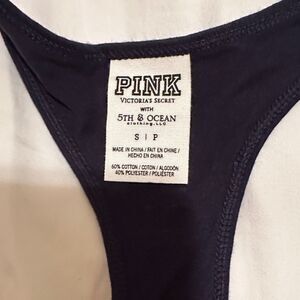 PINK
VICTORIA'S SECRET
WITH
5TH & OCEAN
clothing, LLC
S | P
MADE IN CHINA / FAIT EN CHINE /
HECHO EN CHINA
60% COTTON / COTON / ALGODÓN
40% POLYESTER / POLIÉSTER